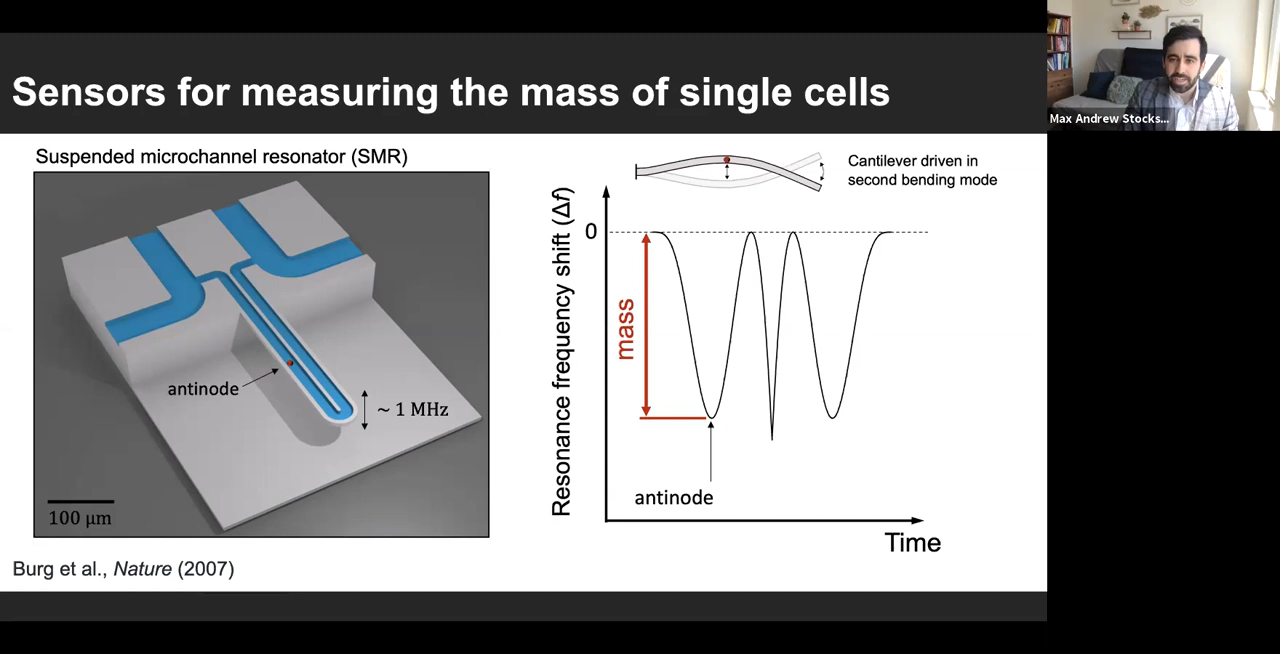 Sensors for measuring the mass of single cells
Max Andrew Stocks...
Suspended microchannel resonator (SMR)
antinode
~ 1 MHz
100 μm
Cantilever driven in
second bending mode
Resonance frequency shift (Δf)
0
mass
antinode
Time
Burg et al., Nature (2007)